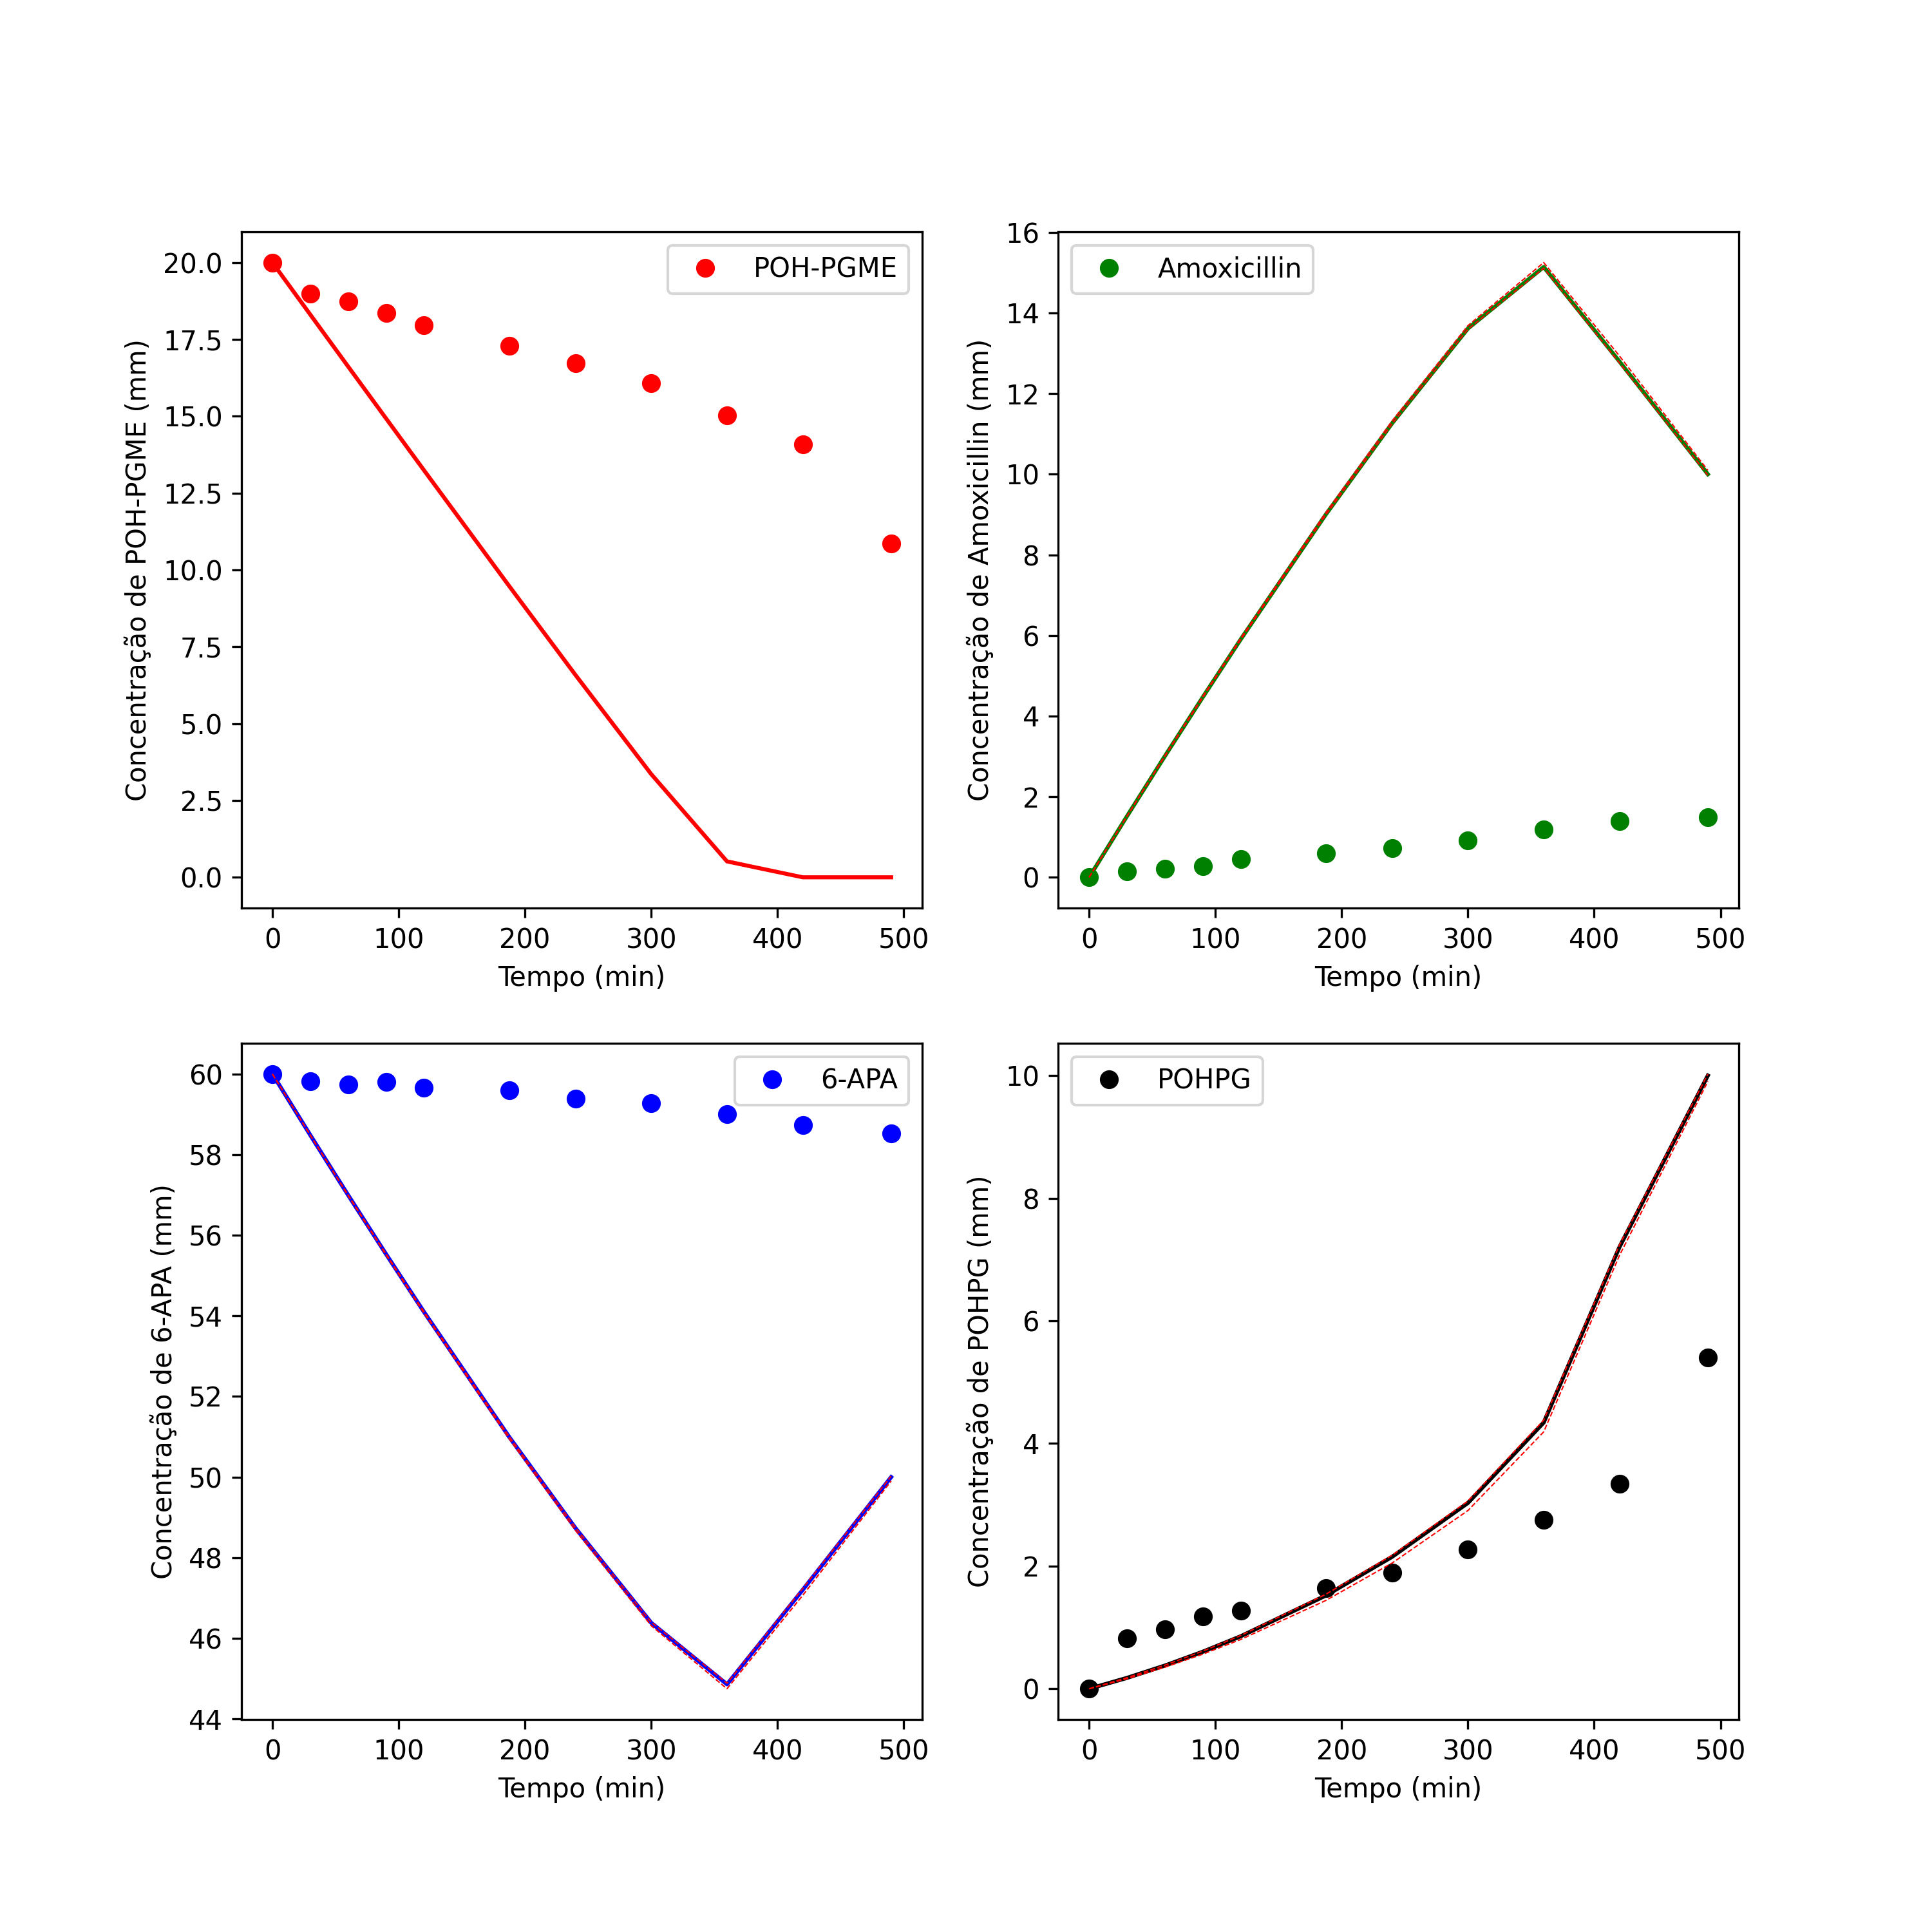 POH-PGME
Concentração de POH-PGME (mm)
20.0
17.5
15.0
12.5
10.0
7.5
5.0
2.5
0.0
0 100 200 300 400 500
Tempo (min)
Amoxicillin
Concentração de Amoxicillin (mm)
16
14
12
10
8
6
4
2
0
0 100 200 300 400 500
Tempo (min)
6-APA
Concentração de 6-APA (mm)
60
58
56
54
52
50
48
46
44
0 100 200 300 400 500
Tempo (min)
POHPG
Concentração de POHPG (mm)
10
8
6
4
2
0
0 100 200 300 400 500
Tempo (min)